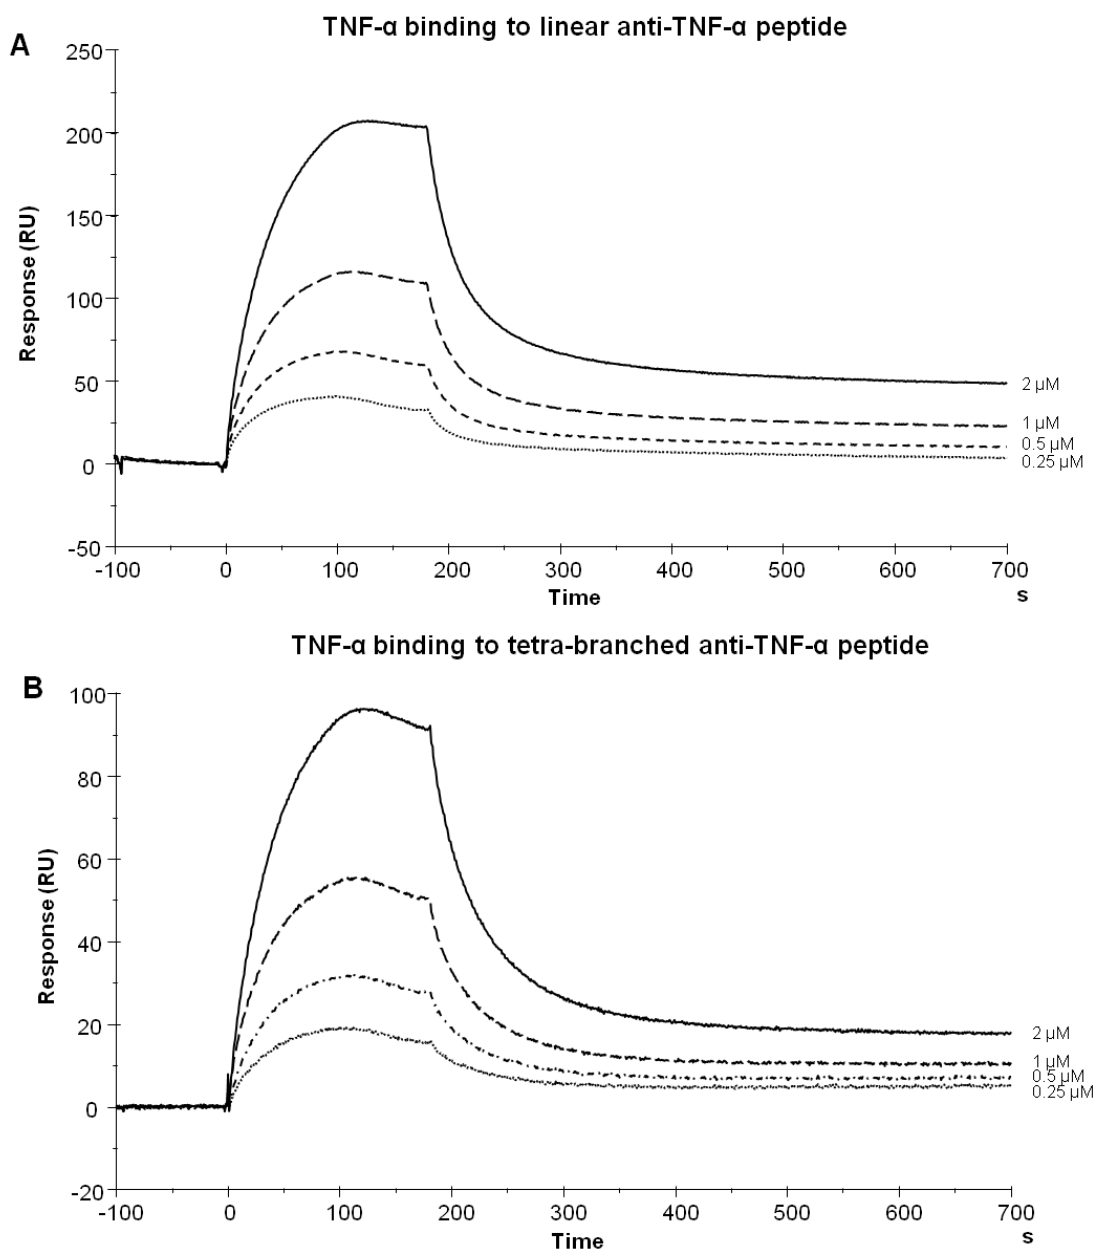 TNF-α binding to linear anti-TNF-α peptide
A
250
200
150
100
50
0
-50
Response (RU)
2 µM
1 µM
0.5 µM
0.25 µM
-100 0 100 200 300 400 500 600 700
Time
s
TNF-α binding to tetra-branched anti-TNF-α peptide
B
100
80
60
40
20
0
-20
Response (RU)
2 µM
1 µM
0.5 µM
0.25 µM
-100 0 100 200 300 400 500 600 700
Time
s